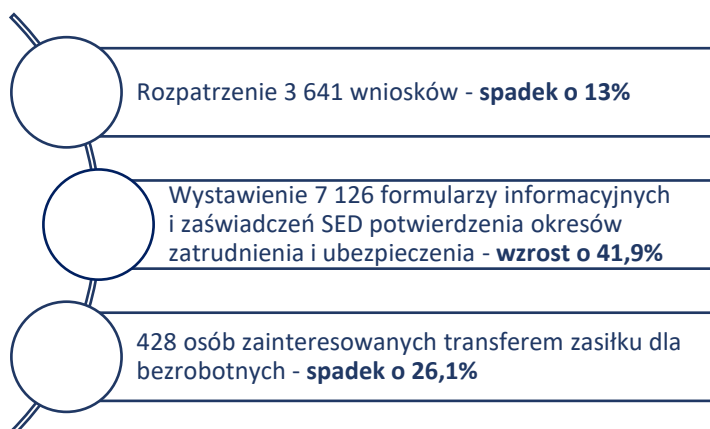 Rozpatrzenie 3 641 wniosków - spadek o 13%
Wystawienie 7 126 formularzy informacyjnych
i zaświadczeń SED potwierdzenia okresów
zatrudnienia i ubezpieczenia - wzrost o 41,9%
428 osób zainteresowanych transferem zasiłku dla
bezrobotnych - spadek o 26,1%